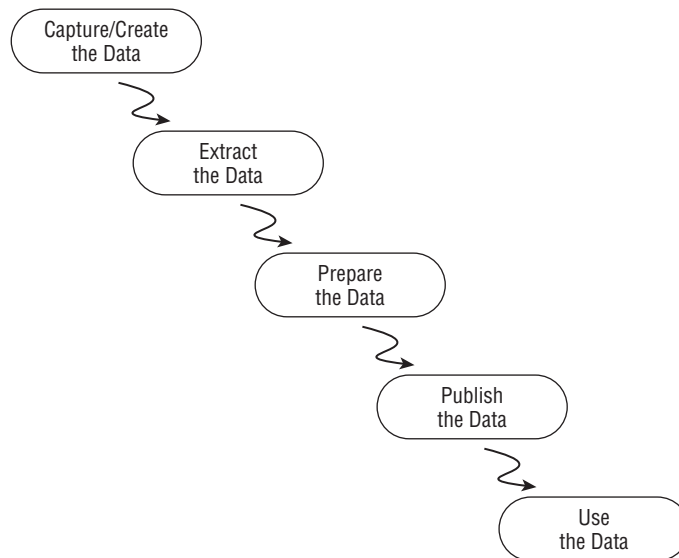 Capture/Create
the Data
Extract
the Data
Prepare
the Data
Publish
the Data
Use
the Data